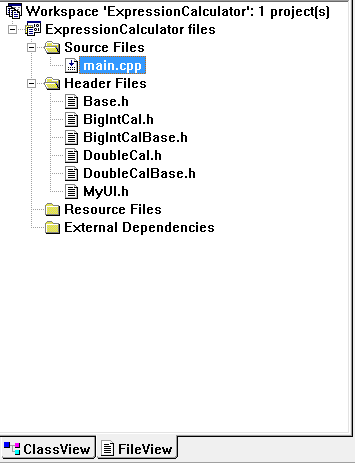 Workspace 'ExpressionCalculator': 1 project(s)
ExpressionCalculator files
Source Files
main.cpp
Header Files
Base.h
BigIntCal.h
BigIntCalBase.h
DoubleCal.h
DoubleCalBase.h
MyUI.h
Resource Files
External Dependencies
ClassView FileView